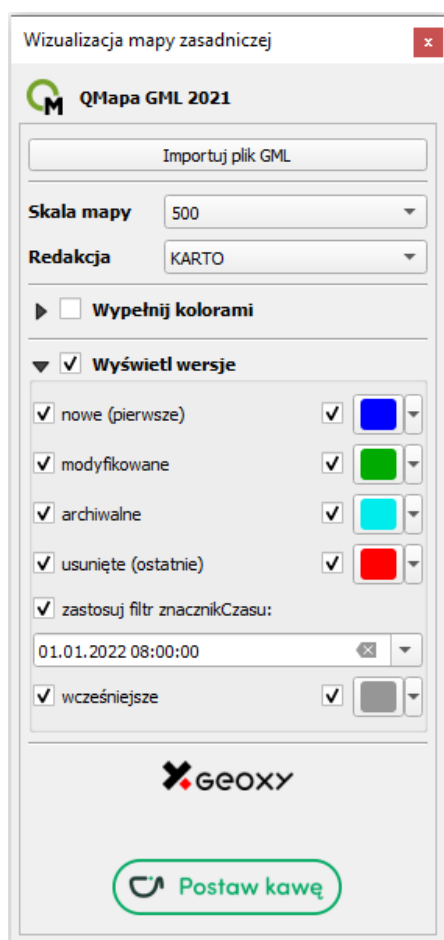 Wizualizacja mapy zasadniczej
x
QMapa GML 2021
Importuj plik GML
Skala mapy 500
Redakcja KARTO
Wypełnij kolorami
Wyświetl wersje
nowe (pierwsze)
modyfikowane
archiwalne
usunięte (ostatnie)
zastosuj filtr znacznikCzasu:
01.01.2022 08:00:00
wcześniejsze
GEOXY
Postaw kawę